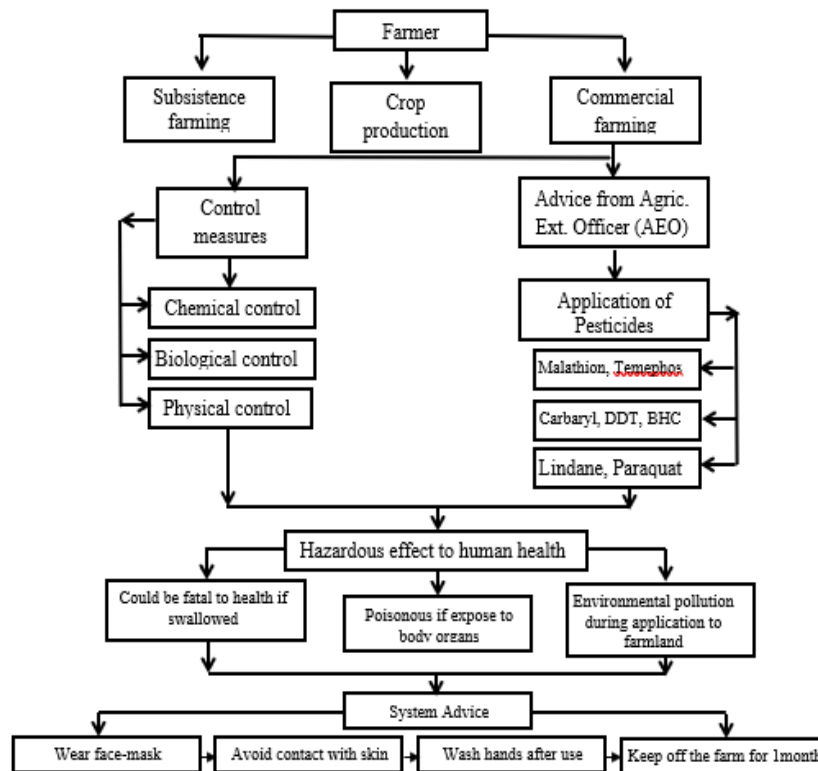 Farmer
Subsistence
farming
Crop
production
Commercial
farming
Control
measures
Advice from Agric.
Ext. Officer (AEO)
Chemical control
Biological control
Physical control
Application of
Pesticides
Malathion, Temephos
Carbaryl, DDT, BHC
Lindane, Paraquat
Hazardous effect to human health
Could be fatal to health if
swallowed
Poisonous if expose to
body organs
Environmental pollution
during application to
farmland
System Advice
Wear face-mask
Avoid contact with skin
Wash hands after use
Keep off the farm for 1month